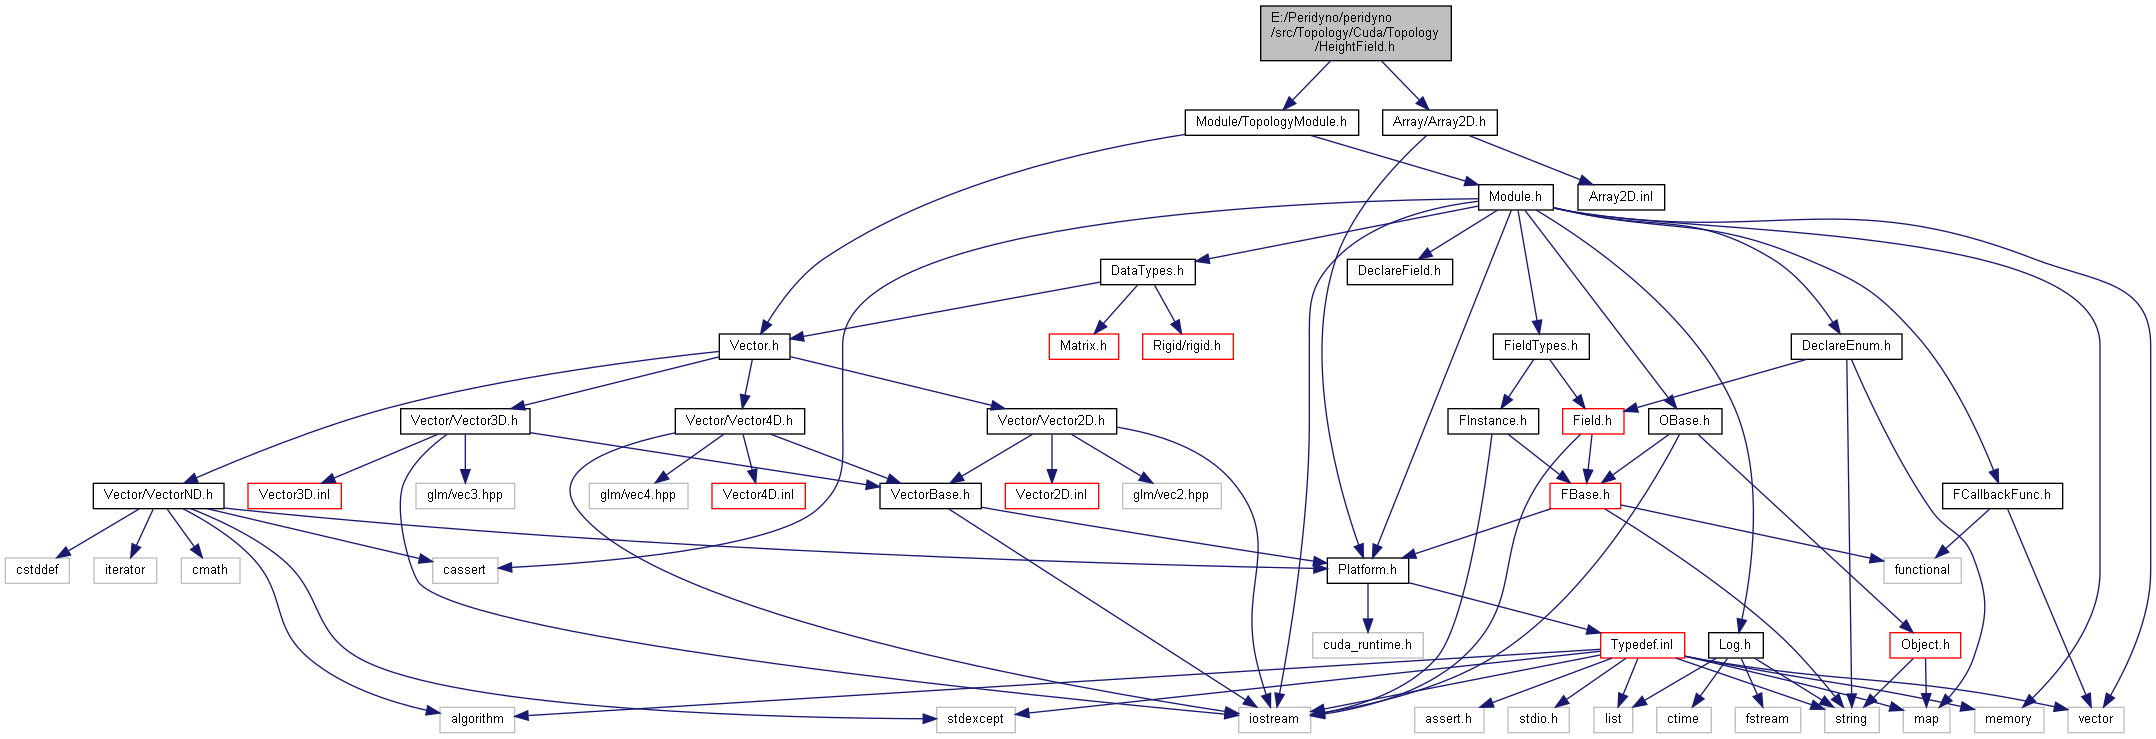 E:/Peridyno/peridyno
/src/Topology/Cuda/Topology
/HeightField.h
Module/TopologyModule.h
Array/Array2D.h
Module.h
Array2D.inl
DataTypes.h
DeclareField.h
Vector.h
Matrix.h
Rigid/rigid.h
FieldTypes.h
DeclareEnum.h
Vector/Vector3D.h
Vector/Vector4D.h
Vector/Vector2D.h
FInstance.h
Field.h
OBase.h
Vector/VectorND.h
Vector3D.inl
glm/vec3.hpp
glm/vec4.hpp
Vector4D.inl
VectorBase.h
Vector2D.inl
glm/vec2.hpp
FBase.h
FCallbackFunc.h
cstddef
iterator
cmath
cassert
Platform.h
functional
cuda_runtime.h
Typedef.inl
Log.h
Object.h
algorithm
stdexcept
iostream
assert.h
stdio.h
list
ctime
fstream
string
map
memory
vector